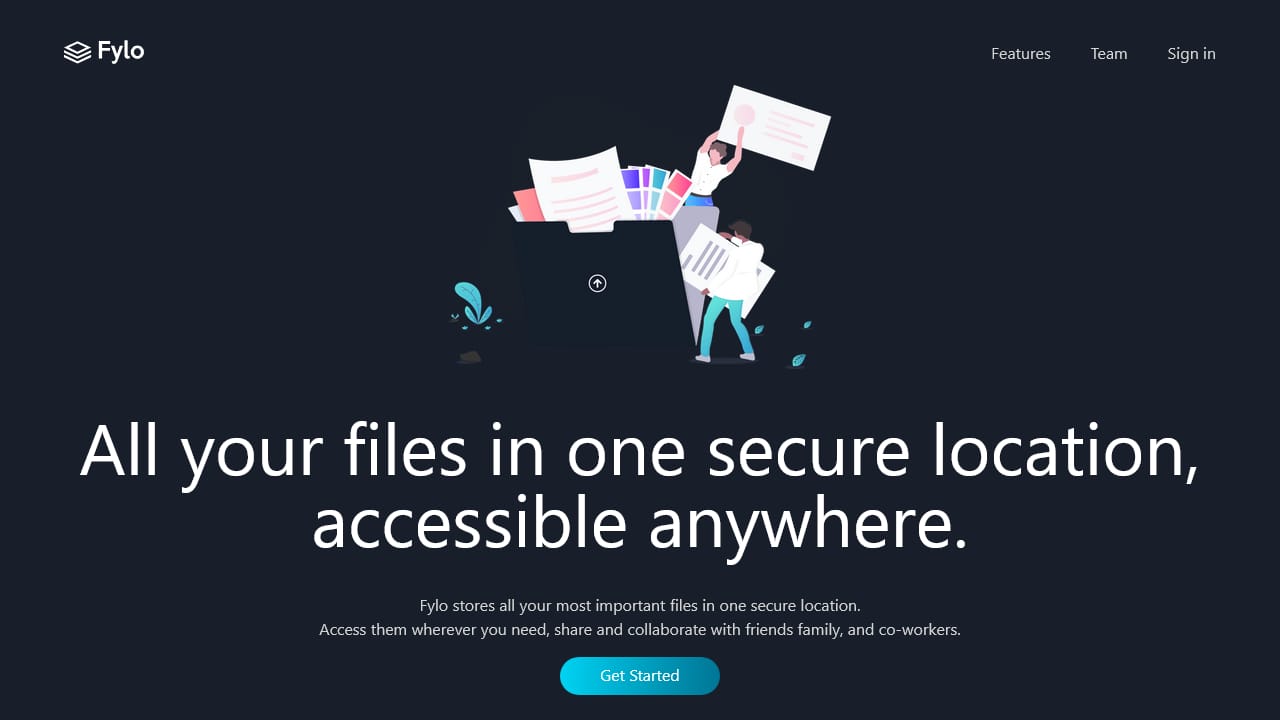 Fylo
Features
Team
Sign in
All your files in one secure location,
accessible anywhere.
Fylo stores all your most important files in one secure location.
Access them wherever you need, share and collaborate with friends family, and co-workers.
Get Started